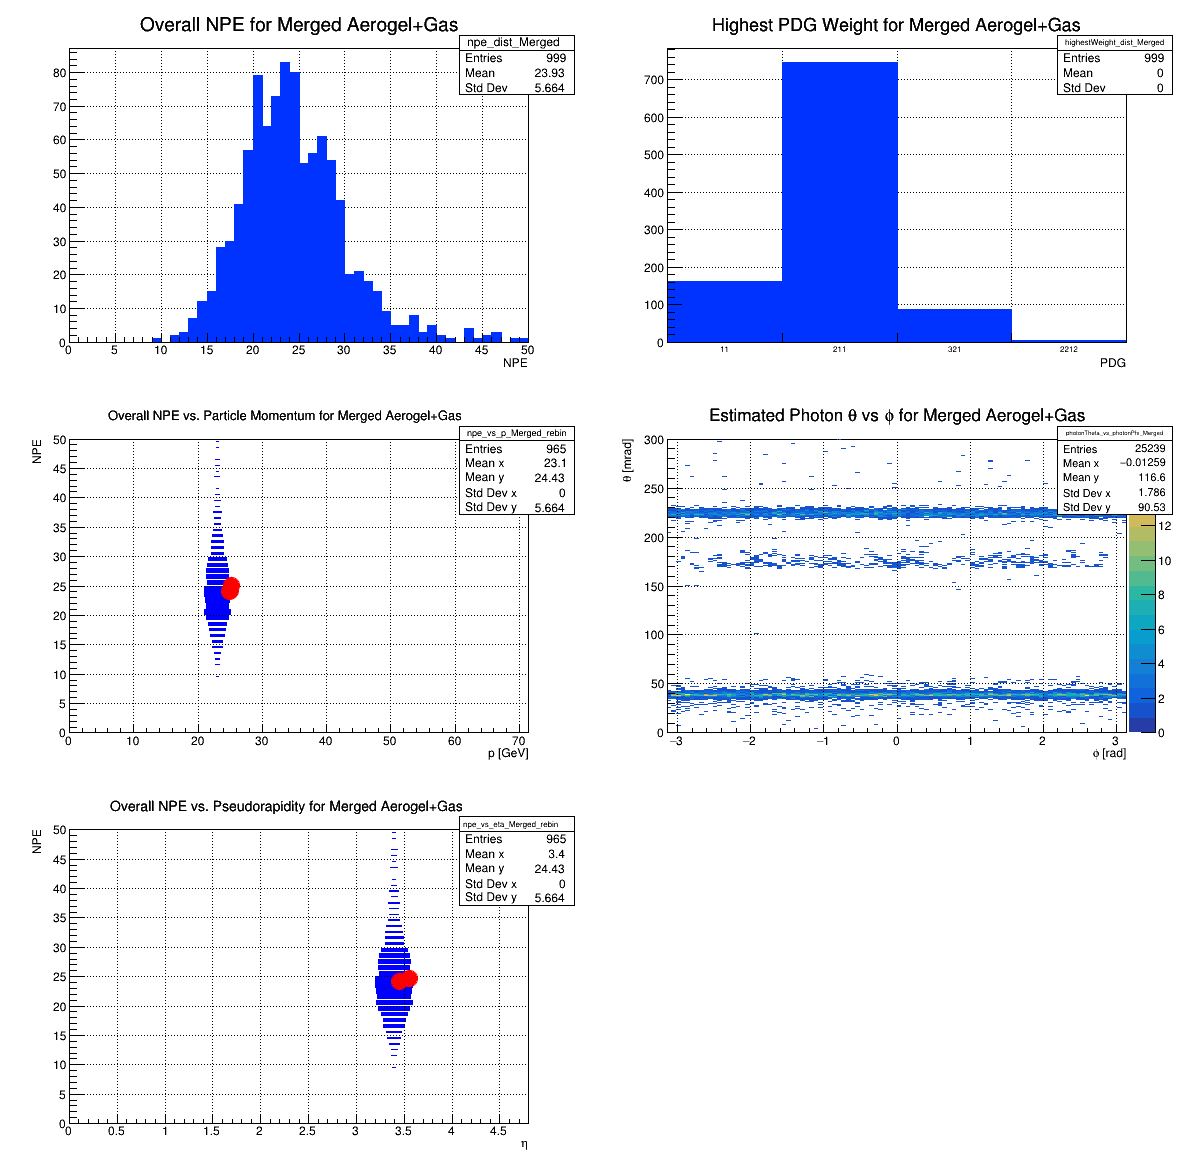 Overall NPE for Merged Aerogel+Gas
npe_dist_Merged
Entries 999
Mean 23.93
Std Dev 5.664
80
70
60
50
40
30
20
10
0
0 5 10 15 20 25 30 35 40 45 50
NPE
Highest PDG Weight for Merged Aerogel+Gas
highestWeight_dist_Merged
Entries 999
Mean 0
Std Dev 0
700
600
500
400
300
200
100
0
11 211 321 2212
PDG
Overall NPE vs. Particle Momentum for Merged Aerogel+Gas
npe_vs_p_Merged_rebin
Entries 965
Mean x 23.1
Mean y 24.43
Std Dev x 0
Std Dev y 5.664
NPE
50
45
40
35
30
25
20
15
10
5
0
0 10 20 30 40 50 60 70
p [GeV]
Estimated Photon θ vs ϕ for Merged Aerogel+Gas
photonTheta_vs_photonPhi_Merged
Entries 25239
Mean x −0.01259
Mean y 116.6
Std Dev x 1.786
Std Dev y 90.53
θ [mrad]
300
250
200
150
100
50
0
−3 −2 −1 0 1 2 3
ϕ [rad]
12
10
8
6
4
2
0
Overall NPE vs. Pseudorapidity for Merged Aerogel+Gas
npe_vs_eta_Merged_rebin
Entries 965
Mean x 3.4
Mean y 24.43
Std Dev x 0
Std Dev y 5.664
NPE
50
45
40
35
30
25
20
15
10
5
0
0 0.5 1 1.5 2 2.5 3 3.5 4 4.5
η